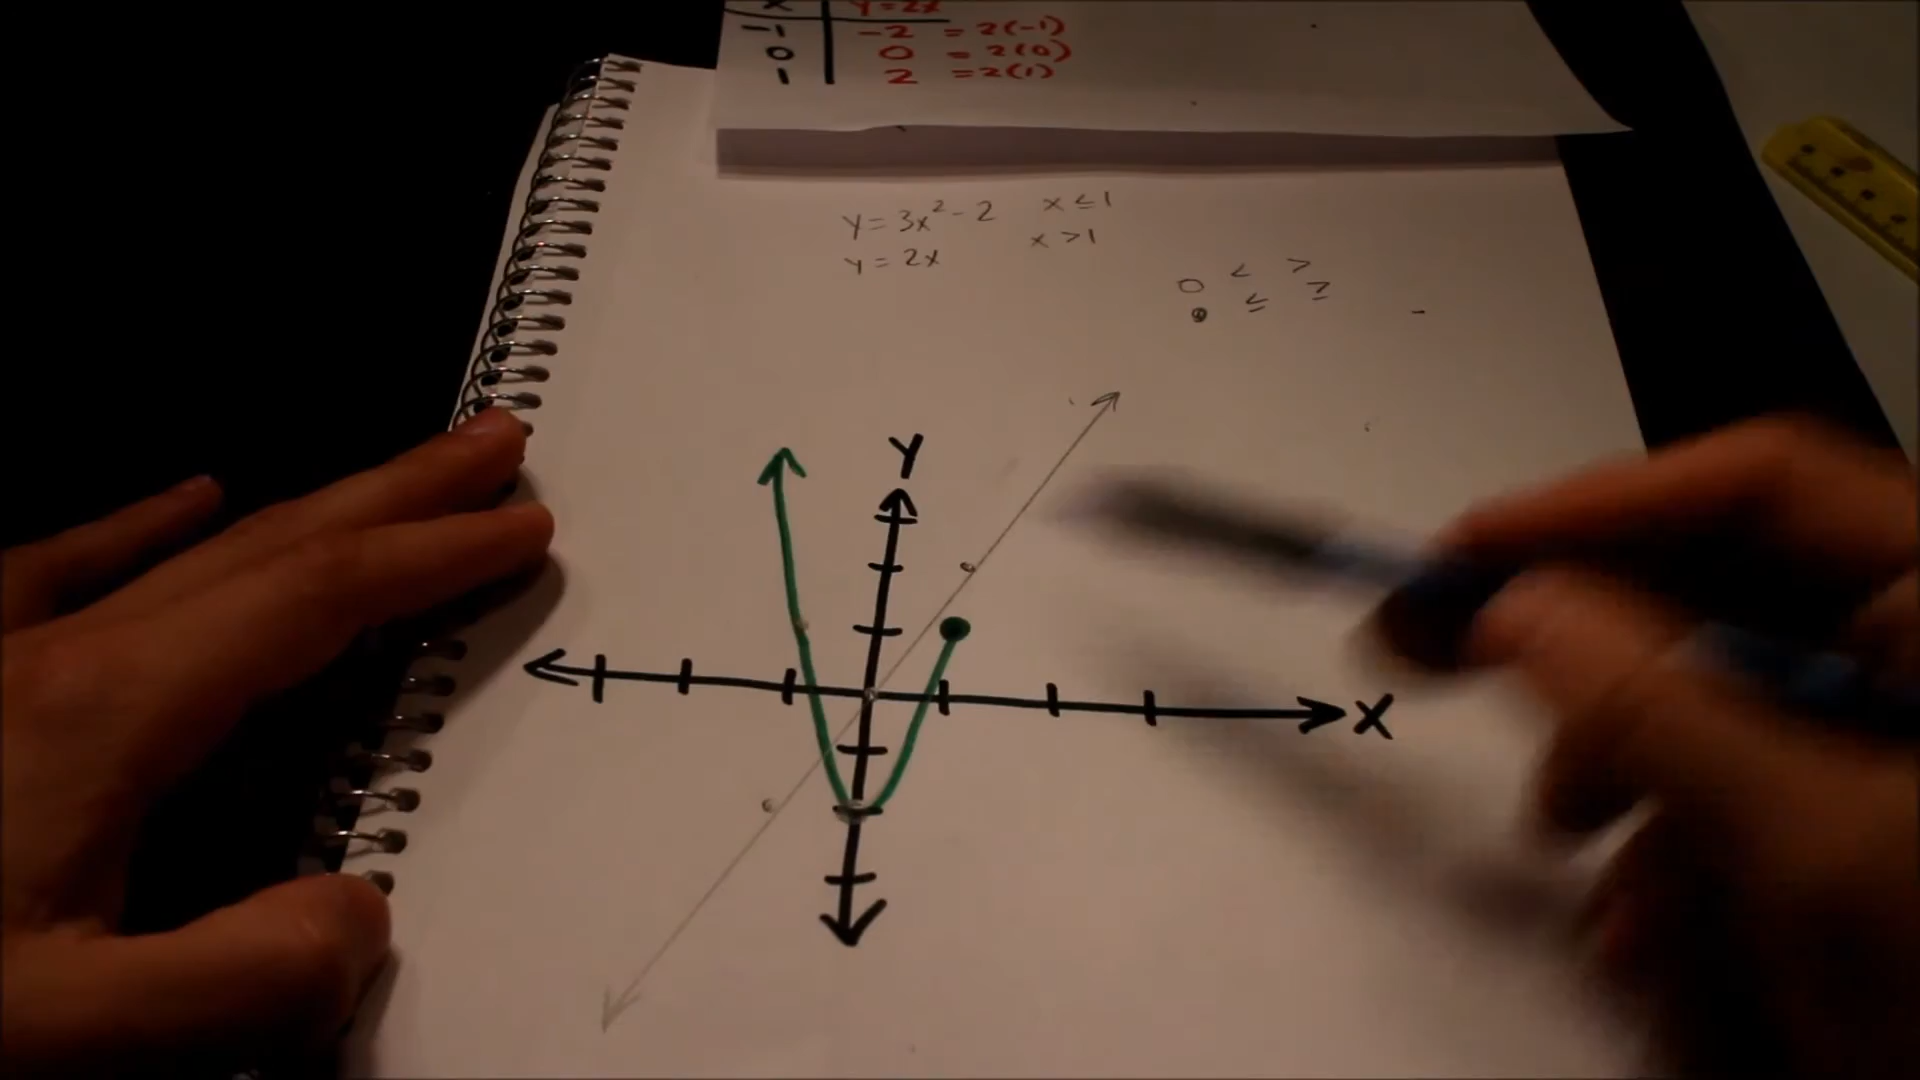 x y=2x
-1 -2 = 2(-1)
0 0 = 2(0)
1 2 = 2(1)
y = 3x² - 2 x ≤ 1
y = 2x x > 1
○ < >
● ≤ ≥
Y
X